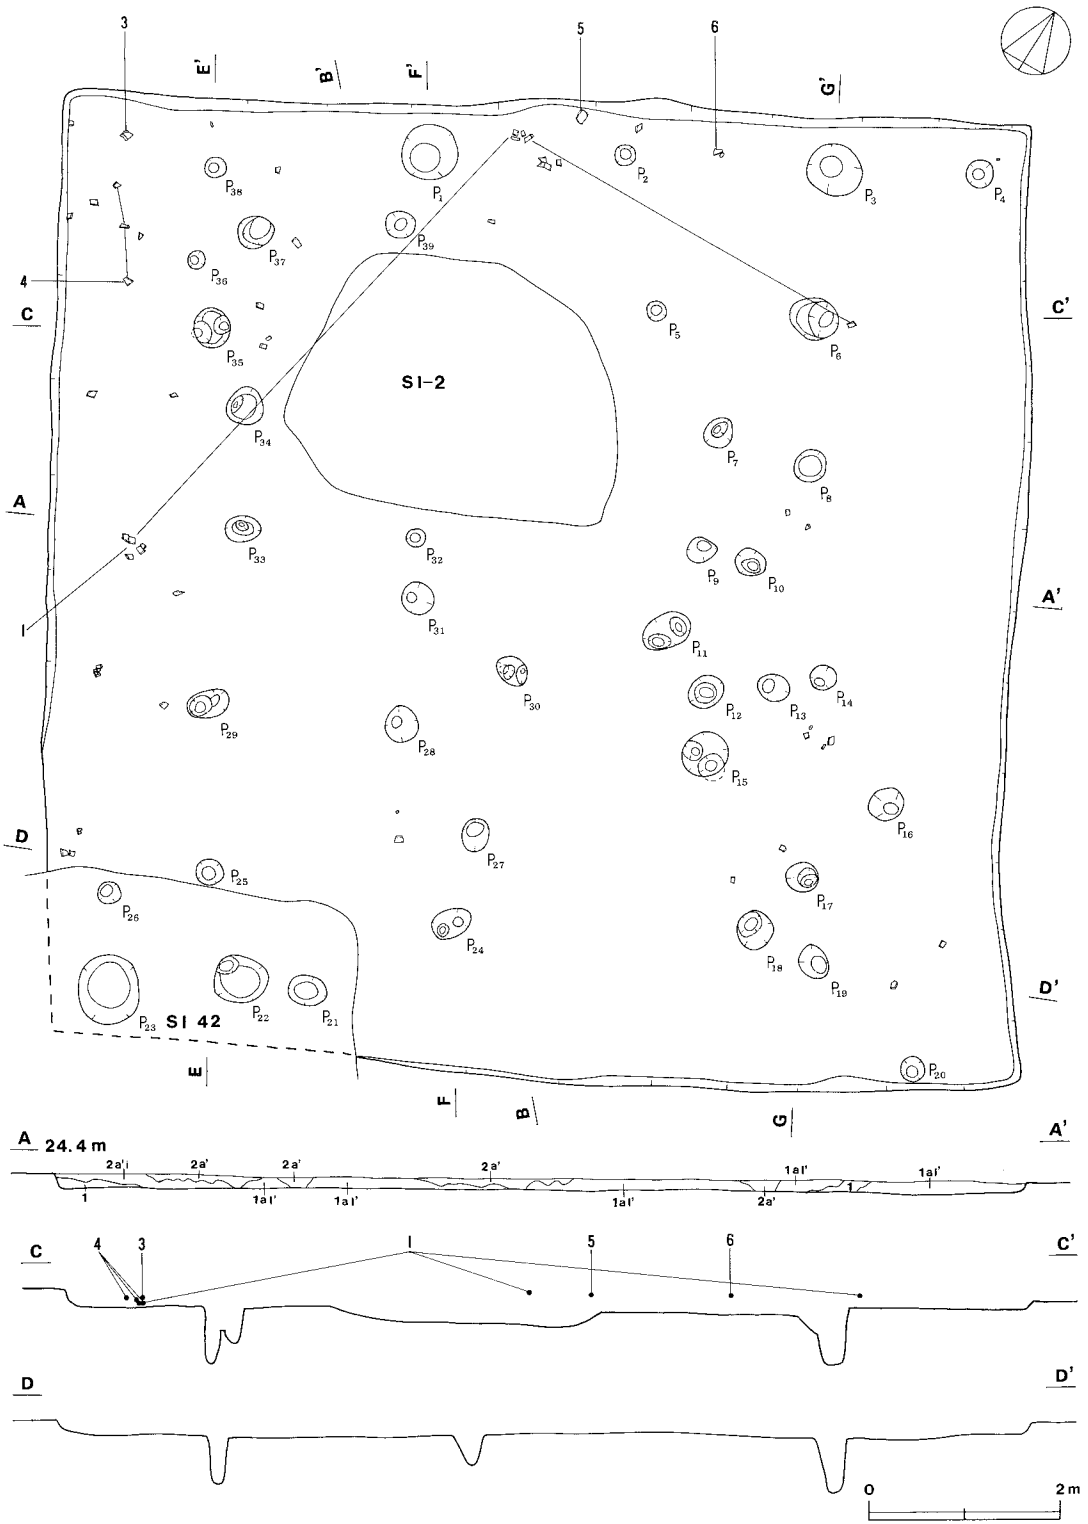 3
5
6
E'
B'
F'
G'
P1
P2
P3
P4
P38
P39
P37
P36
4
C
C'
P5
P6
P35
SI-2
P34
P7
P8
A
P33
P32
P9
P10
A'
P31
1
P11
P30
P12
P13
P14
P29
P28
P15
P16
D
P27
P25
P17
P26
P24
P18
P19
D'
P23
SI 42
P22
P21
P20
E
F
B
G
A 24.4m
A'
2a'i
2a'
2a'
2a'
1al'
1al'
1
1al'
1al'
1al'
2a'
1
C
4
3
1
5
6
C'
D
D'
0
2m